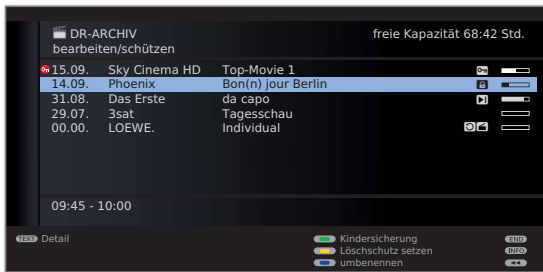 DR-ARCHIV freie Kapazität 68:42 Std.
bearbeiten/schützen
15.09. Sky Cinema HD Top-Movie 1
14.09. Phoenix Bon(n) jour Berlin
31.08. Das Erste da capo
29.07. 3sat Tagesschau
00.00. LOEWE. Individual
09:45 - 10:00
TEXT Detail Kindersicherung END
Löschschutz setzen INFO
umbenennen